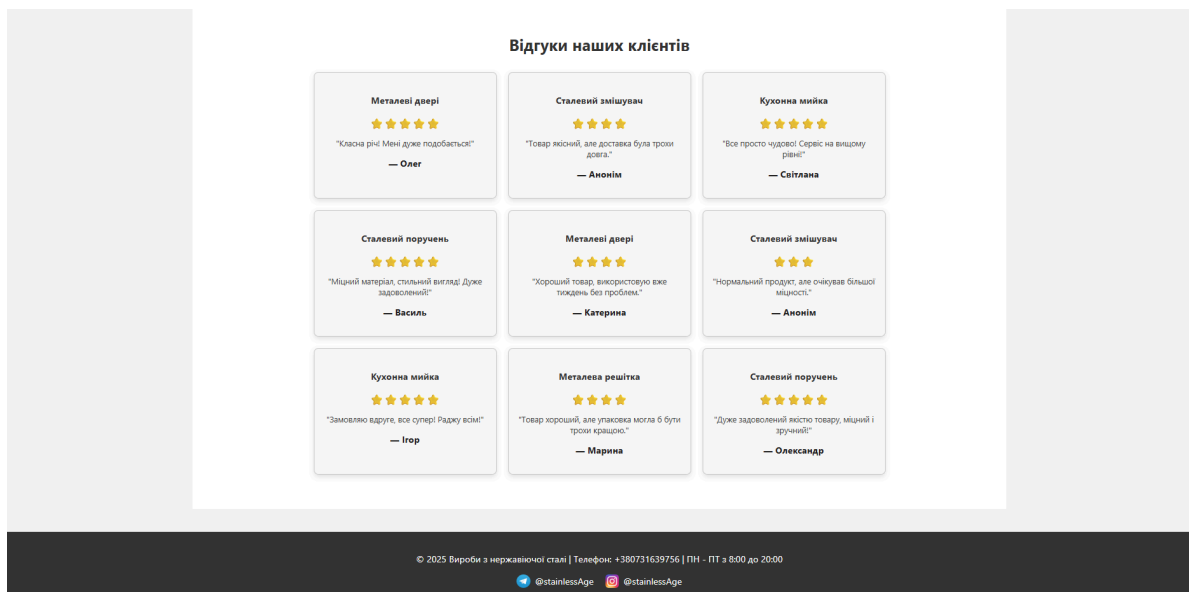 Відгуки наших клієнтів
Металеві двері
"Класна річ! Мені дуже подобається!"
— Олег
Сталевий змішувач
"Товар якісний, але доставка була трохи
довга."
— Анонім
Кухонна мийка
"Все просто чудово! Сервіс на вищому
рівні!"
— Світлана
Сталевий поручень
"Міцний матеріал, стильний вигляд! Дуже
задоволений!"
— Василь
Металеві двері
"Хороший товар, використовую вже
тиждень без проблем."
— Катерина
Сталевий змішувач
"Нормальний продукт, але очікував більшої
міцності."
— Анонім
Кухонна мийка
"Замовляю вдруге, все супер! Раджу всім!"
— Ігор
Металева решітка
"Товар хороший, але упаковка могла б бути
трохи кращою."
— Марина
Сталевий поручень
"Дуже задоволений якістю товару, міцний і
зручний!"
— Олександр
© 2025 Вироби з нержавіючої сталі | Телефон: +380731639756 | ПН - ПТ з 8:00 до 20:00
@stainlessAge @stainlessAge